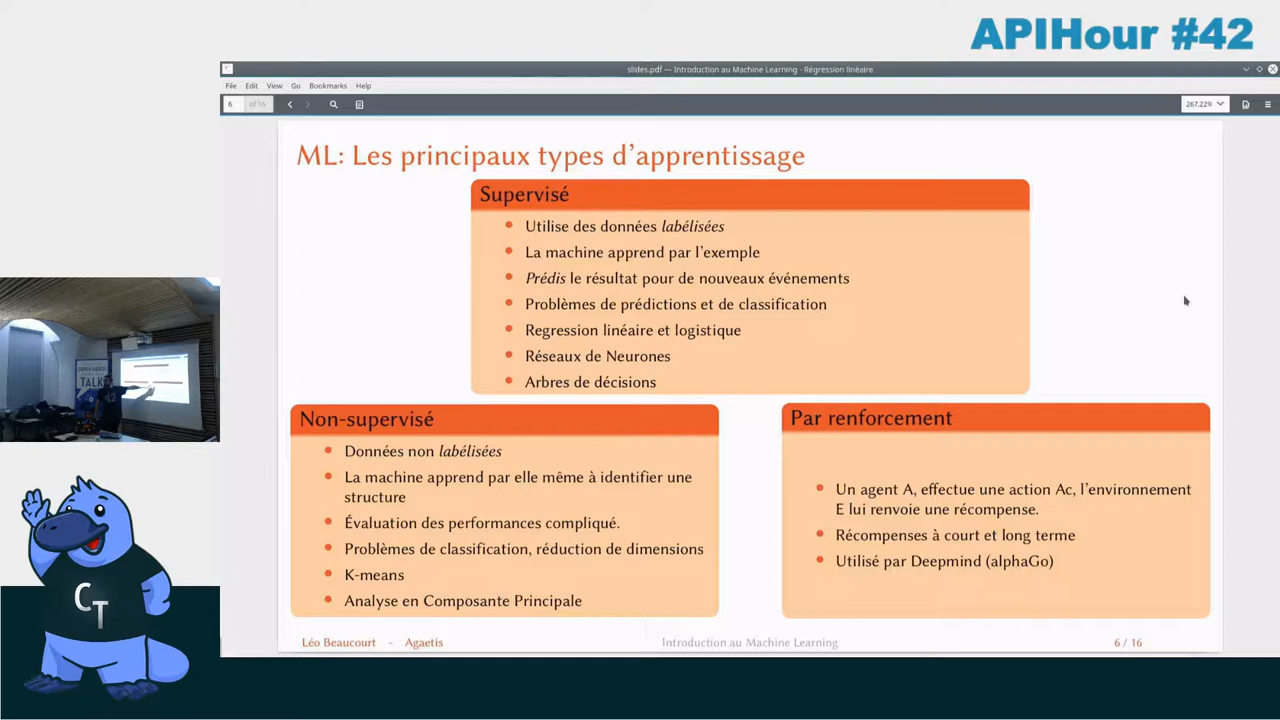 APIHour #42
slides.pdf — Introduction au Machine Learning - Régression linéaire
File Edit View Go Bookmarks Help
6 of 16
267.22%
ML: Les principaux types d'apprentissage
Supervisé
Utilise des données labélisées
La machine apprend par l'exemple
Prédis le résultat pour de nouveaux événements
Problèmes de prédictions et de classification
Regression linéaire et logistique
Réseaux de Neurones
Arbres de décisions
Non-supervisé
Données non labélisées
La machine apprend par elle même à identifier une
structure
Évaluation des performances compliqué.
Problèmes de classification, réduction de dimensions
K-means
Analyse en Composante Principale
Par renforcement
Un agent A, effectue une action Ac, l'environnement
E lui renvoie une récompense.
Récompenses à court et long terme
Utilisé par Deepmind (alphaGo)
Léo Beaucourt - Agaetis
Introduction au Machine Learning
6 / 16
TALK
CT